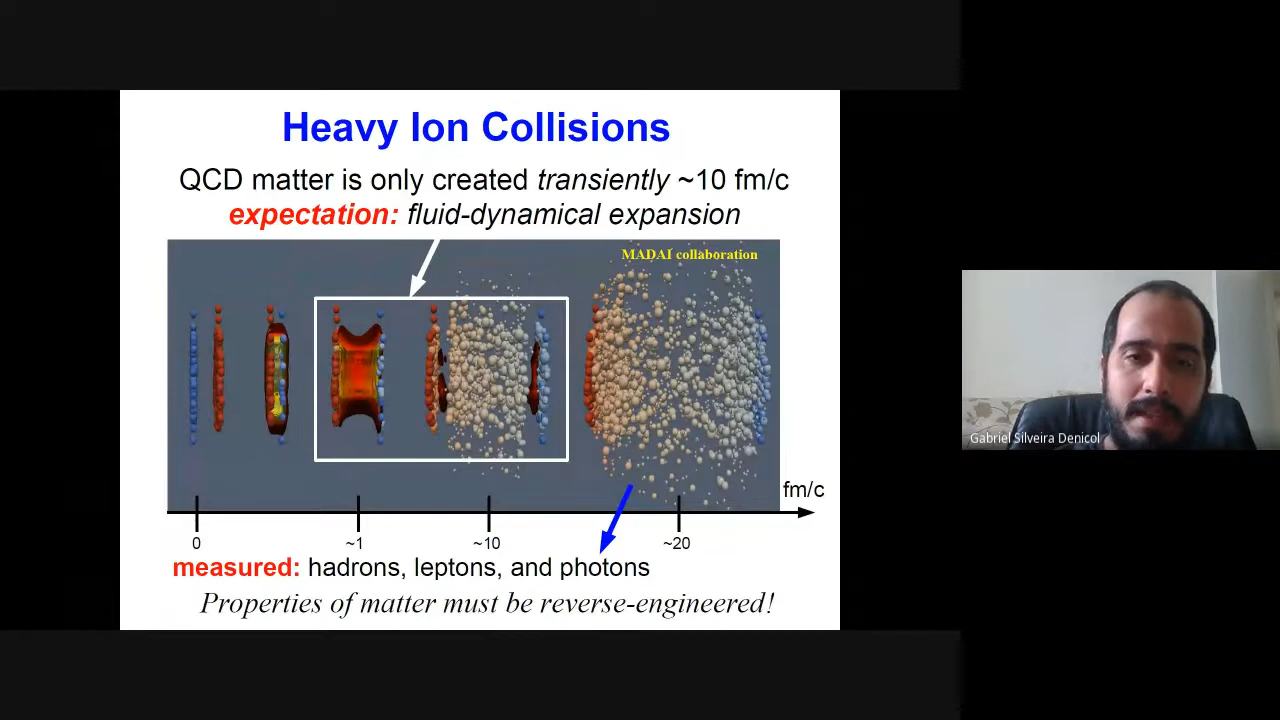 Heavy Ion Collisions
QCD matter is only created transiently ~10 fm/c
expectation: fluid-dynamical expansion
MADAI collaboration
fm/c
0 ~1 ~10 ~20
measured: hadrons, leptons, and photons
Properties of matter must be reverse-engineered!
Gabriel Silveira Denicol